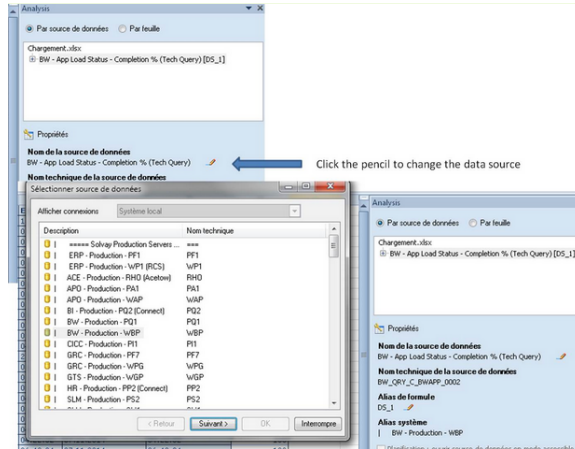 Analysis
Par source de données
Par feuille
Chargement.xlsx
BW - App Load Status - Completion % (Tech Query) [DS_1]
Propriétés
Nom de la source de données
BW - App Load Status - Completion % (Tech Query)
Nom technique de la source de données
Click the pencil to change the data source
Sélectionner source de données
Afficher connexions Système local
Description Nom technique
===== Solvay Production Servers ... ===
ERP - Production - PF1 PF1
ERP - Production - WP1 (RCS) WP1
ACE - Production - RHO (Acetow) RHO
APO - Production - PA1 PA1
APO - Production - WAP WAP
BI - Production - PQ2 (Connect) PQ2
BW - Production - PQ1 PQ1
BW - Production - WBP WBP
CICC - Production - PI1 PI1
GRC - Production - PF7 PF7
GRC - Production - WPG WPG
GTS - Production - WGP WGP
HR - Production - PP2 (Connect) PP2
SLM - Production - PS2 PS2
< Retour
Suivant >
OK
Interrompre
Analysis
Par source de données
Par feuille
Chargement.xlsx
BW - App Load Status - Completion % (Tech Query) [DS_1]
Propriétés
Nom de la source de données
BW - App Load Status - Completion % (Tech Query)
Nom technique de la source de données
BW_QRY_C_BWAPP_0002
Alias de formule
DS_1
Alias système
BW - Production - WBP